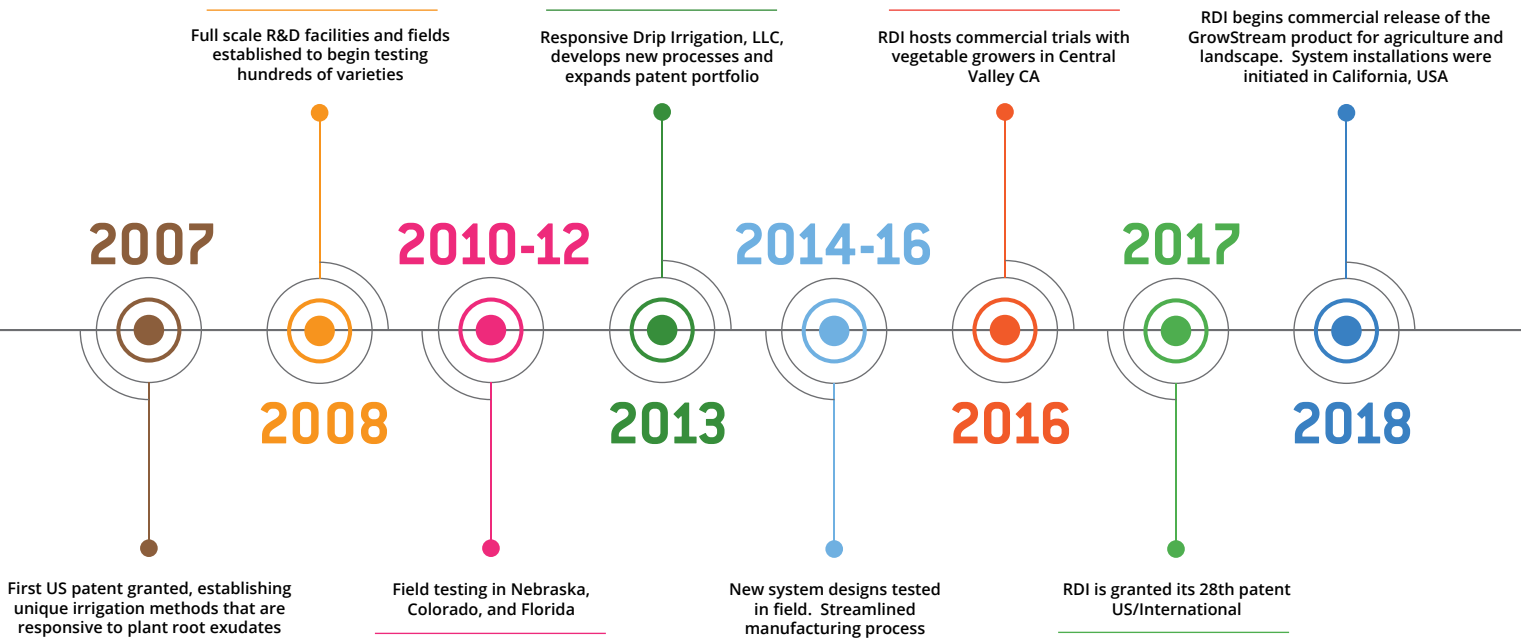 Full scale R&D facilities and fields
established to begin testing
hundreds of varieties
Responsive Drip Irrigation, LLC,
develops new processes and
expands patent portfolio
RDI hosts commercial trials with
vegetable growers in Central
Valley CA
RDI begins commercial release of the
GrowStream product for agriculture and
landscape.  System installations were
initiated in California, USA
2007
2010-12
2014-16
2017
2008
2013
2016
2018
First US patent granted, establishing
unique irrigation methods that are
responsive to plant root exudates
Field testing in Nebraska,
Colorado, and Florida
New system designs tested
in field.  Streamlined
manufacturing process
RDI is granted its 28th patent
US/International